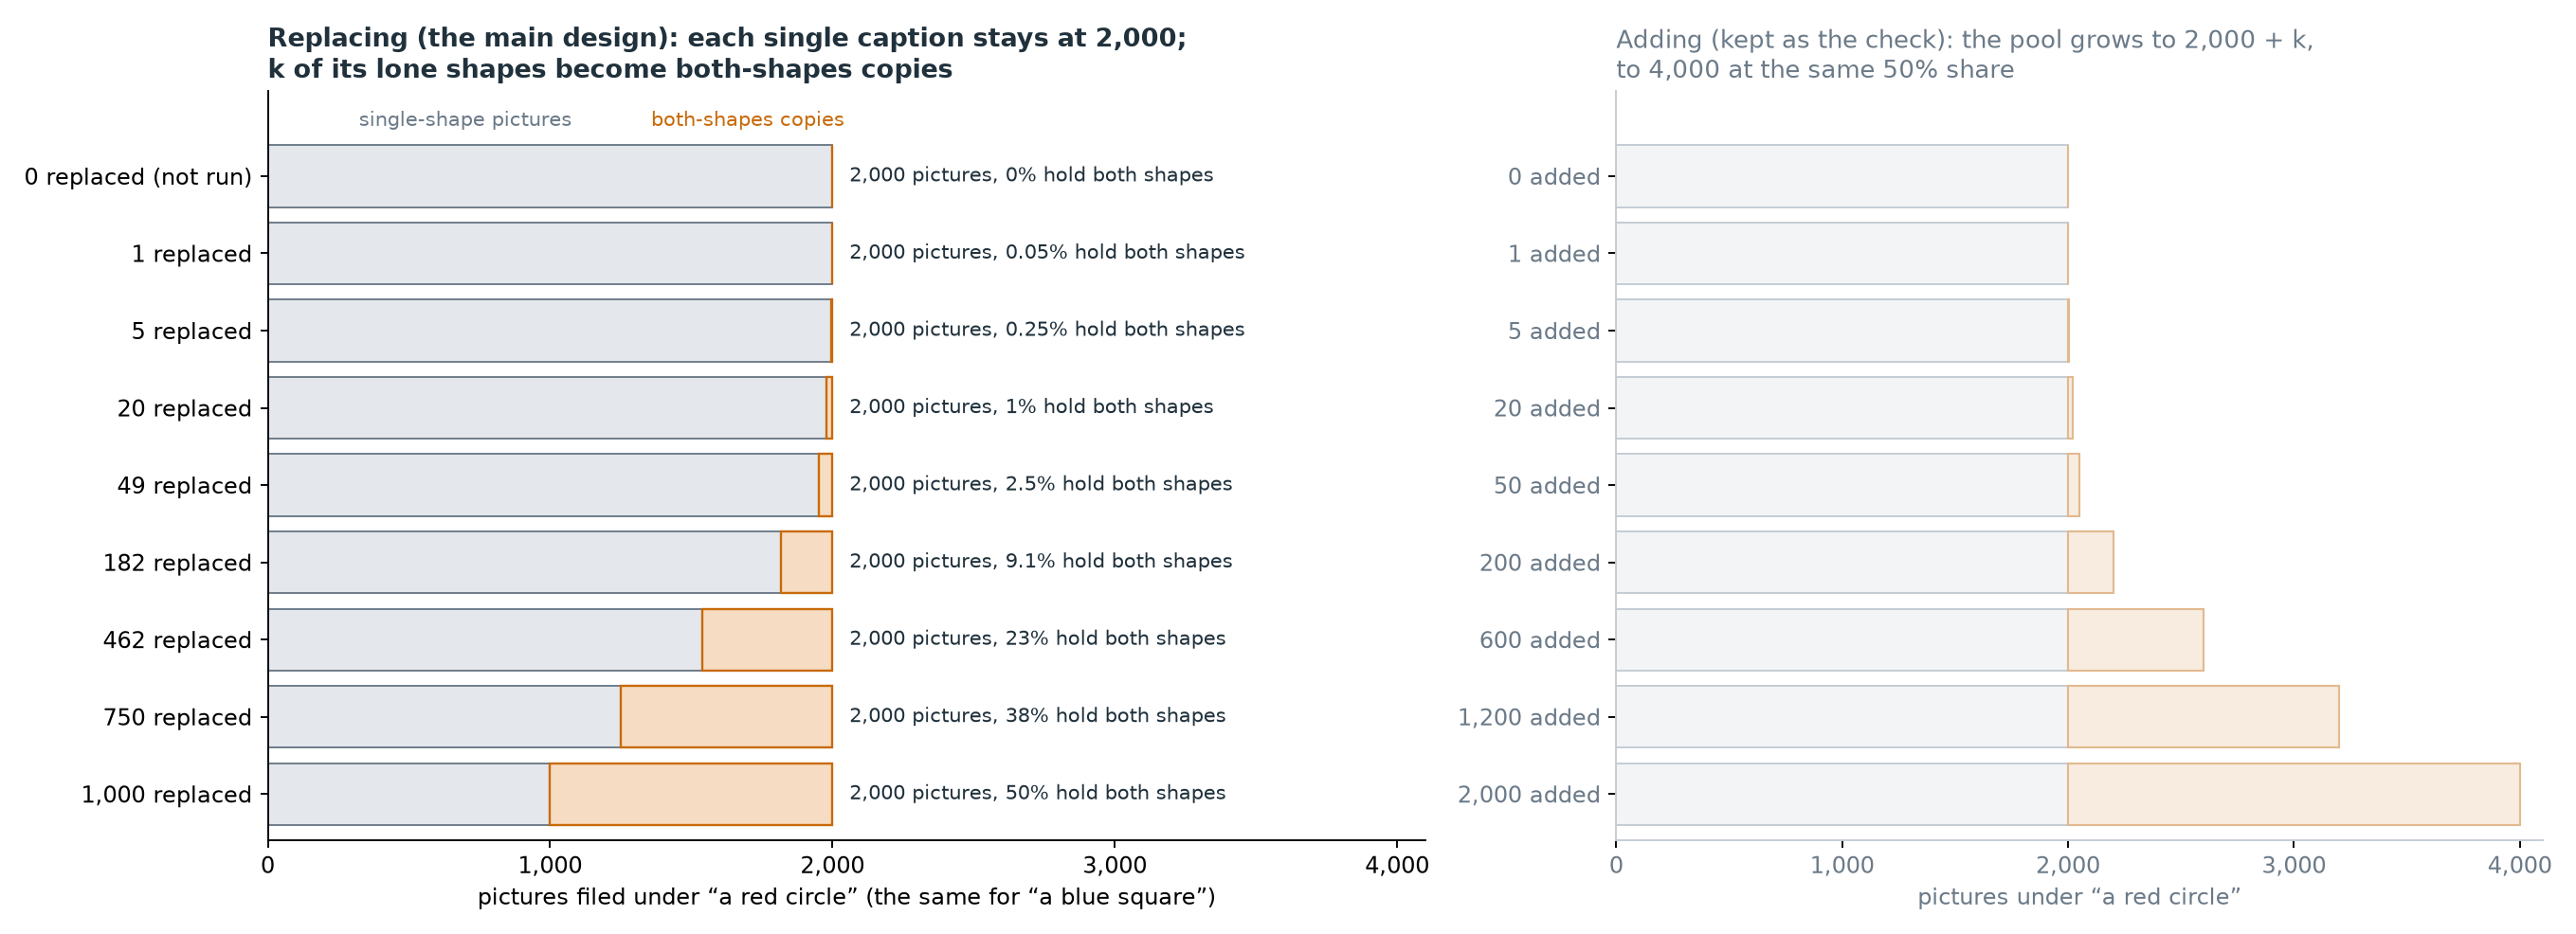 Replacing (the main design): each single caption stays at 2,000;
k of its lone shapes become both-shapes copies
single-shape pictures
both-shapes copies
0 replaced (not run)
2,000 pictures, 0% hold both shapes
1 replaced
2,000 pictures, 0.05% hold both shapes
5 replaced
2,000 pictures, 0.25% hold both shapes
20 replaced
2,000 pictures, 1% hold both shapes
49 replaced
2,000 pictures, 2.5% hold both shapes
182 replaced
2,000 pictures, 9.1% hold both shapes
462 replaced
2,000 pictures, 23% hold both shapes
750 replaced
2,000 pictures, 38% hold both shapes
1,000 replaced
2,000 pictures, 50% hold both shapes
0 1,000 2,000 3,000 4,000
pictures filed under “a red circle” (the same for “a blue square”)
Adding (kept as the check): the pool grows to 2,000 + k,
to 4,000 at the same 50% share
0 added
1 added
5 added
20 added
50 added
200 added
600 added
1,200 added
2,000 added
0 1,000 2,000 3,000 4,000
pictures under “a red circle”